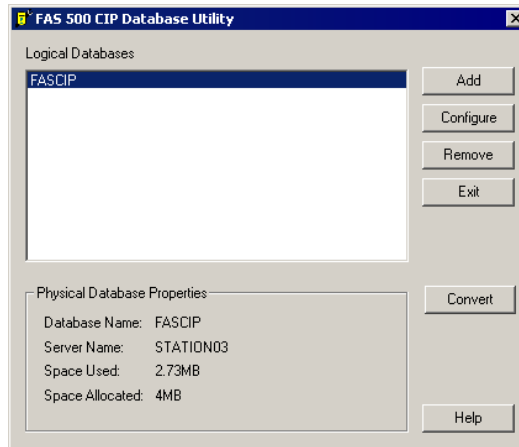 FAS 500 CIP Database Utility
Logical Databases
FASCIP
Add
Configure
Remove
Exit
Physical Database Properties
Database Name: FASCIP
Server Name: STATION03
Space Used: 2.73MB
Space Allocated: 4MB
Convert
Help